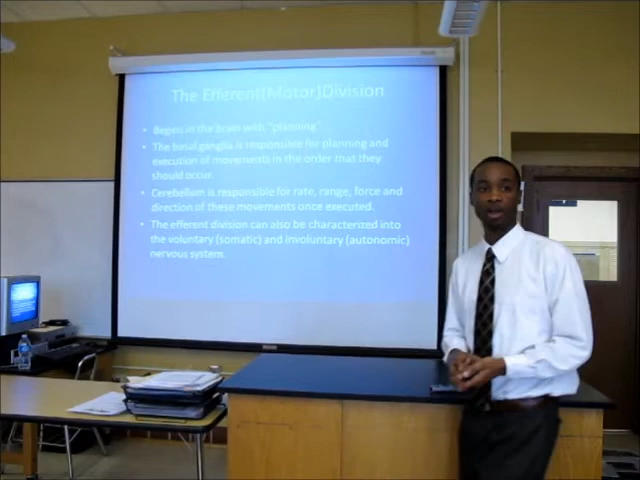 The Efferent(Motor)Division
• Begins in the brain with "planning"
• The basal ganglia is responsible for planning and
execution of movements in the order that they
should occur.
• Cerebellum is responsible for rate, range, force and
direction of these movements once executed.
• The efferent division can also be characterized into
the voluntary (somatic) and involuntary (autonomic)
nervous system.